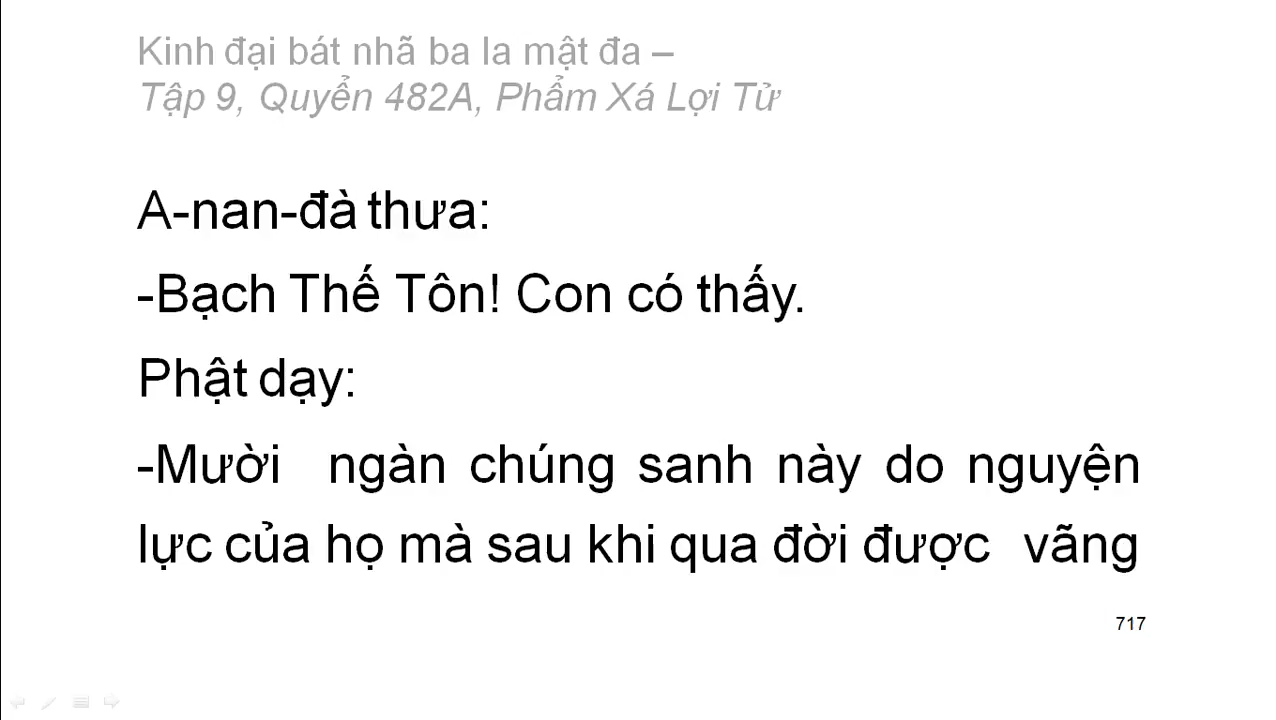 Kinh đại bát nhã ba la mật đa –
Tập 9, Quyển 482A, Phẩm Xá Lợi Tử
A-nan-đà thưa:
-Bạch Thế Tôn! Con có thấy.
Phật dạy:
-Mười ngàn chúng sanh này do nguyện
lực của họ mà sau khi qua đời được vãng
717